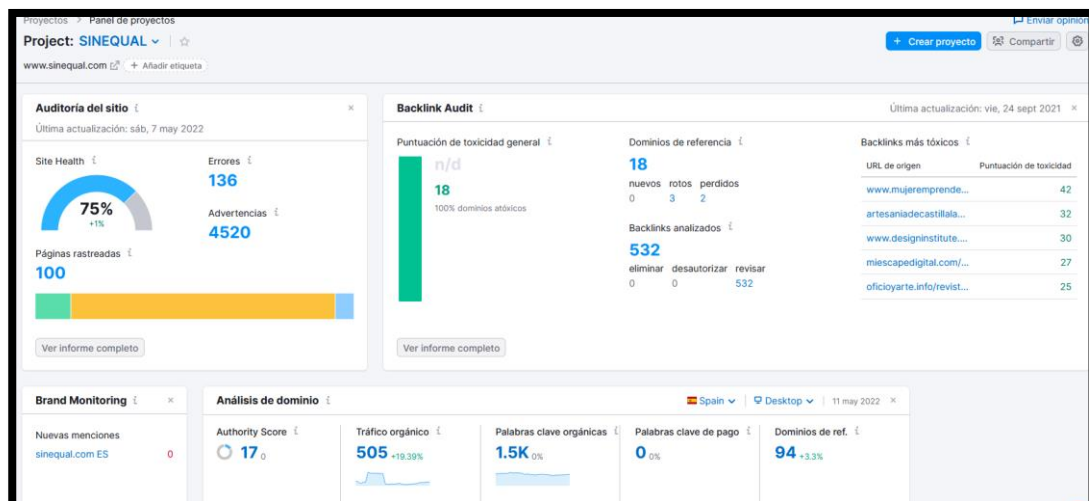 Proyectos > Panel de proyectos
Enviar opinión
Project: SINEQUAL
+ Crear proyecto
Compartir
www.sinequal.com
+ Añadir etiqueta
Auditoría del sitio
Última actualización: sáb, 7 may 2022
Site Health
75%
+1%
Errores
136
Advertencias
4520
Páginas rastreadas
100
Ver informe completo
Backlink Audit
Última actualización: vie, 24 sept 2021
Puntuación de toxicidad general
n/d
18
100% dominios atóxicos
Dominios de referencia
18
nuevos rotos perdidos
0 3 2
Backlinks analizados
532
eliminar desautorizar revisar
0 0 532
Backlinks más tóxicos
URL de origen Puntuación de toxicidad
www.mujeremprende... 42
artesaniadecastillala... 32
www.designinstitute.... 30
miescapedigital.com/... 27
oficioyarte.info/revist... 25
Ver informe completo
Brand Monitoring
Nuevas menciones
sinequal.com ES 0
Análisis de dominio
Spain
Desktop
11 may 2022
Authority Score
17 0
Tráfico orgánico
505 +19.39%
Palabras clave orgánicas
1.5K 0%
Palabras clave de pago
0 0%
Dominios de ref.
94 +3.3%